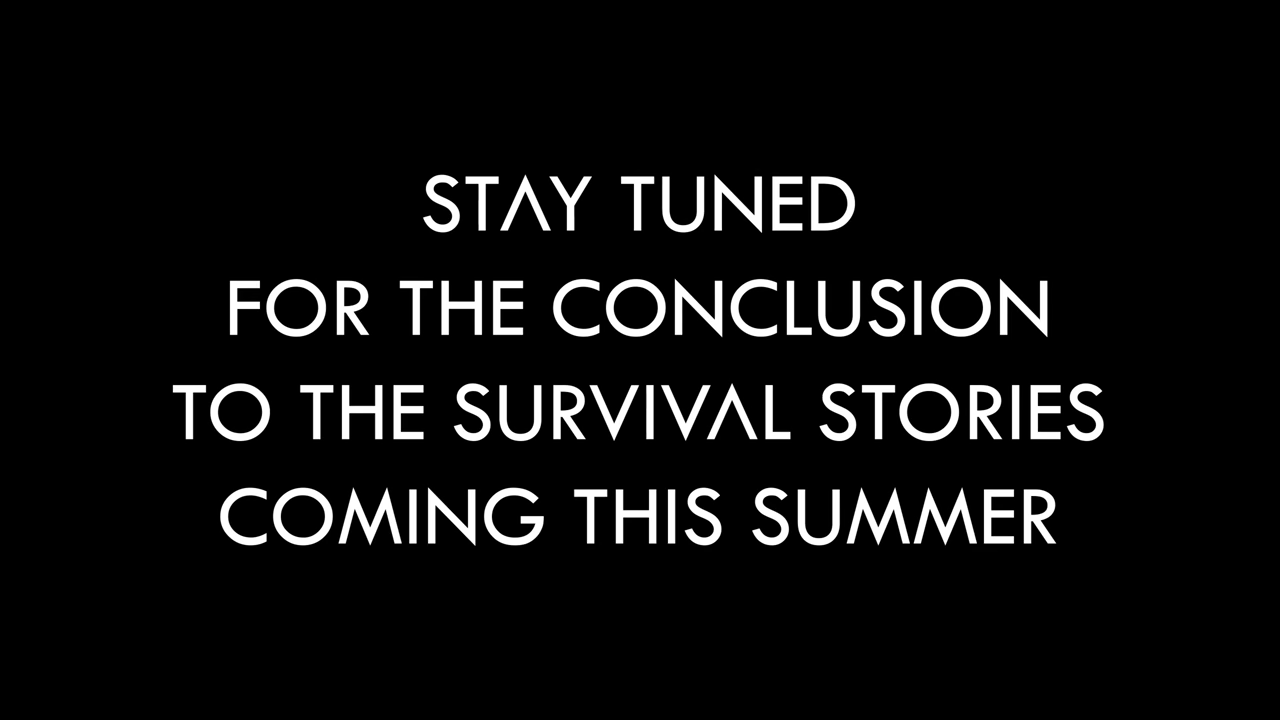 STAY TUNED
FOR THE CONCLUSION
TO THE SURVIVAL STORIES
COMING THIS SUMMER